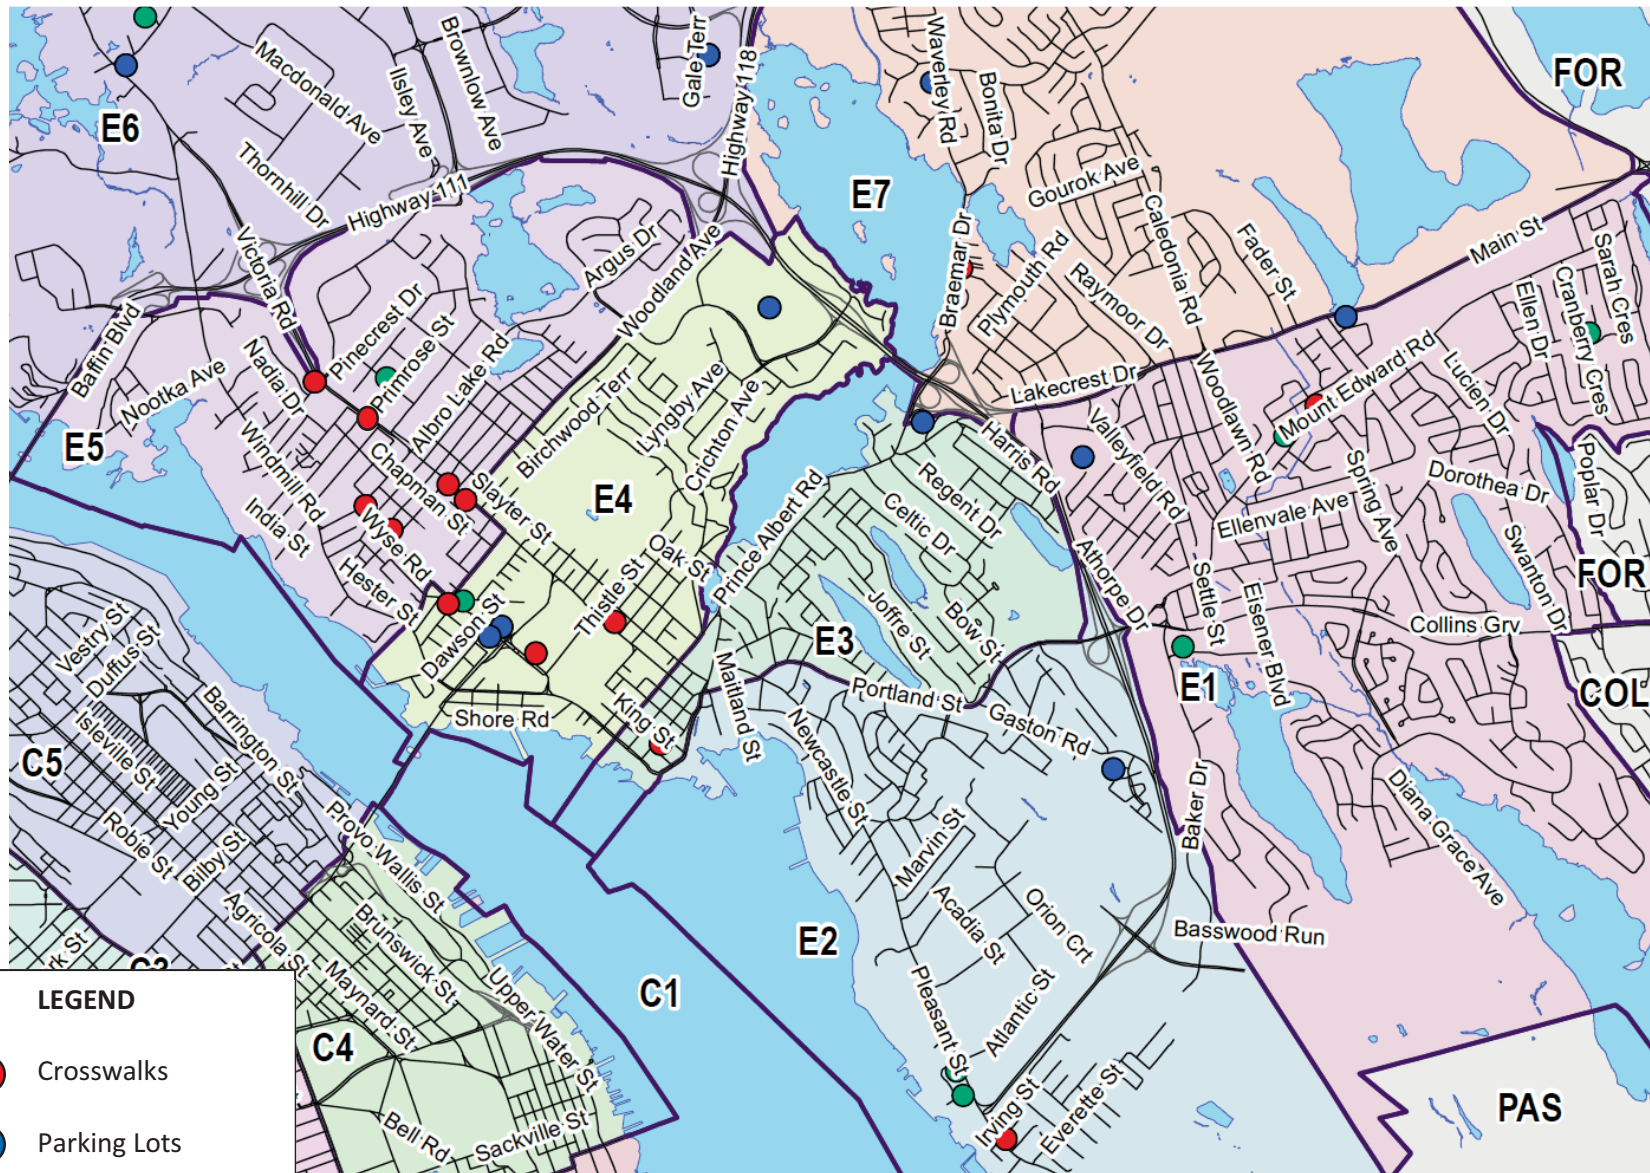 Macdonald Ave
Ilsley Ave
Brownlow Ave
Gale Terr
Highway 118
Waverley Rd
Bonita Dr
FOR
E6
Thornhill Dr
Highway 111
E7
Gourok Ave
Caledonia Rd
Fader St
Main St
Sarah Cres
Victoria Rd
Argus Dr
Woodland Ave
Braemar Dr
Plymouth Rd
Raymoor Dr
Ellen Dr
Cranberry Cres
Baffin Blvd
Pinecrest Dr
Primrose St
Nadia Dr
Nootka Ave
Albro Lake Rd
Birchwood Terr
Lyngby Ave
Crichton Ave
Lakecrest Dr
Woodlawn Rd
Mount Edward Rd
Lucien Dr
E5
Windmill Rd
India St
Chapman St
Slayter St
E4
Harris Rd
Valleyfield Rd
Regent Dr
Celtic Dr
Ellenvale Ave
Spring Ave
Dorothea Dr
Poplar Dr
Wyse Rd
Hester St
Oak St
Thistle St
Prince Albert Rd
Athorpe Dr
Settle St
Eisener Blvd
Swanton Dr
FOR
Collins Grv
Vestry St
Duffus St
Dawson St
Joffre St
Bow St
E3
Maitland St
Portland St
E1
COL
Isleville St
Barrington St
Shore Rd
King St
Newcastle St
Gaston Rd
C5
Young St
Robie St
Bilby St
Provo Wallis St
Marvin St
Baker Dr
Diana Grace Ave
Agricola St
Brunswick St
Acadia St
Orion Crt
Basswood Run
E2
rk St
C3
Maynard St
Upper Water St
C1
Pleasant St
Atlantic St
C4
Bell Rd
Sackville St
Irving St
Everette St
PAS
LEGEND
Crosswalks
Parking Lots